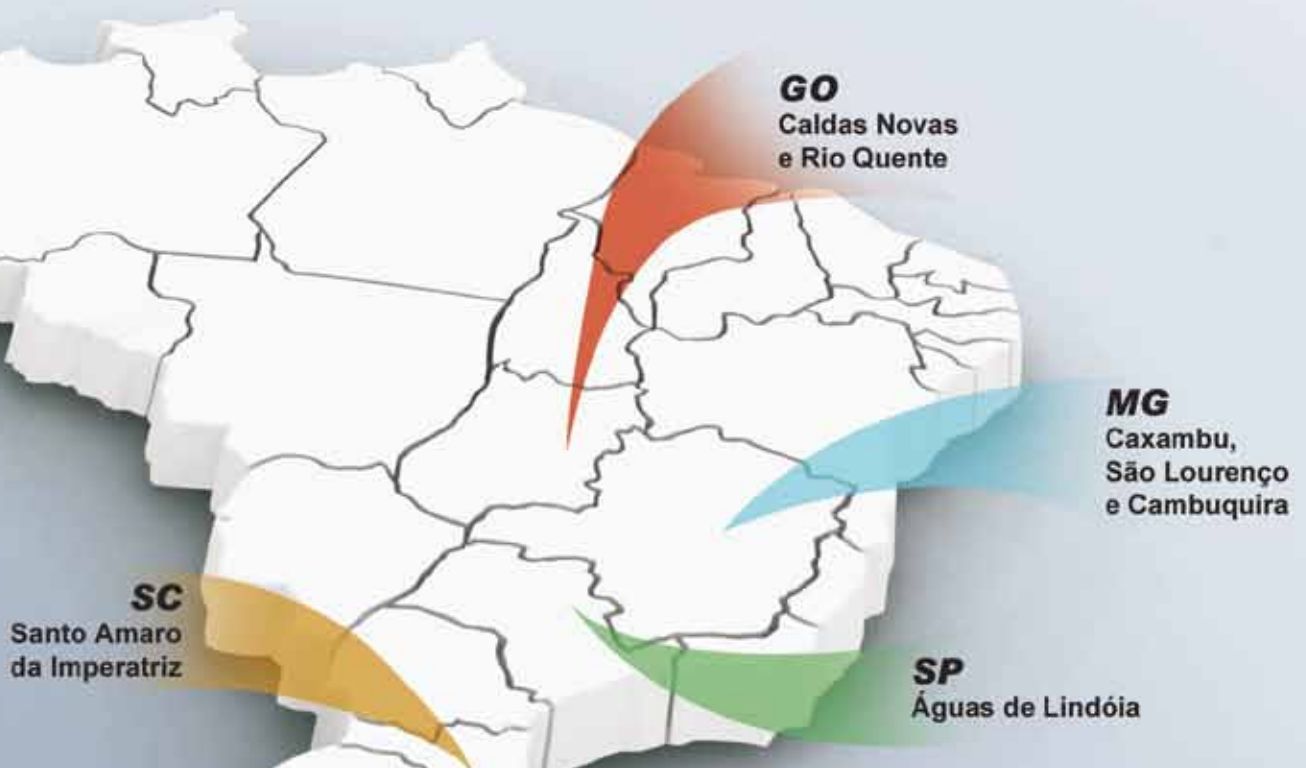 GO
Caldas Novas
e Rio Quente
MG
Caxambu,
São Lourenço
e Cambuquira
SC
Santo Amaro
da Imperatriz
SP
Águas de Lindóia